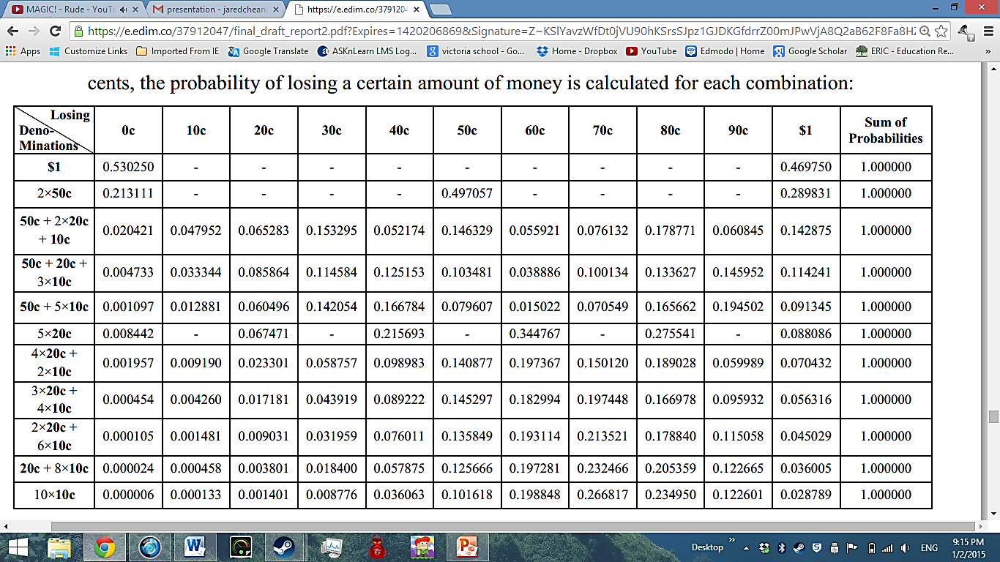 MAGIC! - Rude - YouT
presentation - jaredchean
https://e.edim.co/379120
https://e.edim.co/37912047/final_draft_report2.pdf?Expires=1420206869&Signature=Z~KSlYavzWfDt0jVU90hKSrsSJpz1GJDKGfdrrZ00mJPwVjA8Q2aB62F8Fa8H
Apps Customize Links Imported From IE Google Translate ASKnLearn LMS Log... victoria school - Go... Home - Dropbox YouTube Edmodo | Home Google Scholar ERIC - Education Re... »
cents, the probability of losing a certain amount of money is calculated for each combination:
Losing
Deno-
Minations
0c 10c 20c 30c 40c 50c 60c 70c 80c 90c $1
Sum of
Probabilities
$1 0.530250 - - - - - - - - - 0.469750 1.000000
2×50c 0.213111 - - - - 0.497057 - - - - 0.289831 1.000000
50c + 2×20c
+ 10c
0.020421 0.047952 0.065283 0.153295 0.052174 0.146329 0.055921 0.076132 0.178771 0.060845 0.142875 1.000000
50c + 20c +
3×10c
0.004733 0.033344 0.085864 0.114584 0.125153 0.103481 0.038886 0.100134 0.133627 0.145952 0.114241 1.000000
50c + 5×10c 0.001097 0.012881 0.060496 0.142054 0.166784 0.079607 0.015022 0.070549 0.165662 0.194502 0.091345 1.000000
5×20c 0.008442 - 0.067471 - 0.215693 - 0.344767 - 0.275541 - 0.088086 1.000000
4×20c +
2×10c
0.001957 0.009190 0.023301 0.058757 0.098983 0.140877 0.197367 0.150120 0.189028 0.059989 0.070432 1.000000
3×20c +
4×10c
0.000454 0.004260 0.017181 0.043919 0.089222 0.145297 0.182994 0.197448 0.166978 0.095932 0.056316 1.000000
2×20c +
6×10c
0.000105 0.001481 0.009031 0.031959 0.076011 0.135849 0.193114 0.213521 0.178840 0.115058 0.045029 1.000000
20c + 8×10c 0.000024 0.000458 0.003801 0.018400 0.057875 0.125666 0.197281 0.232466 0.205359 0.122665 0.036005 1.000000
10×10c 0.000006 0.000133 0.001401 0.008776 0.036063 0.101618 0.198848 0.266817 0.234950 0.122601 0.028789 1.000000
Desktop » ENG
9:15 PM
1/2/2015